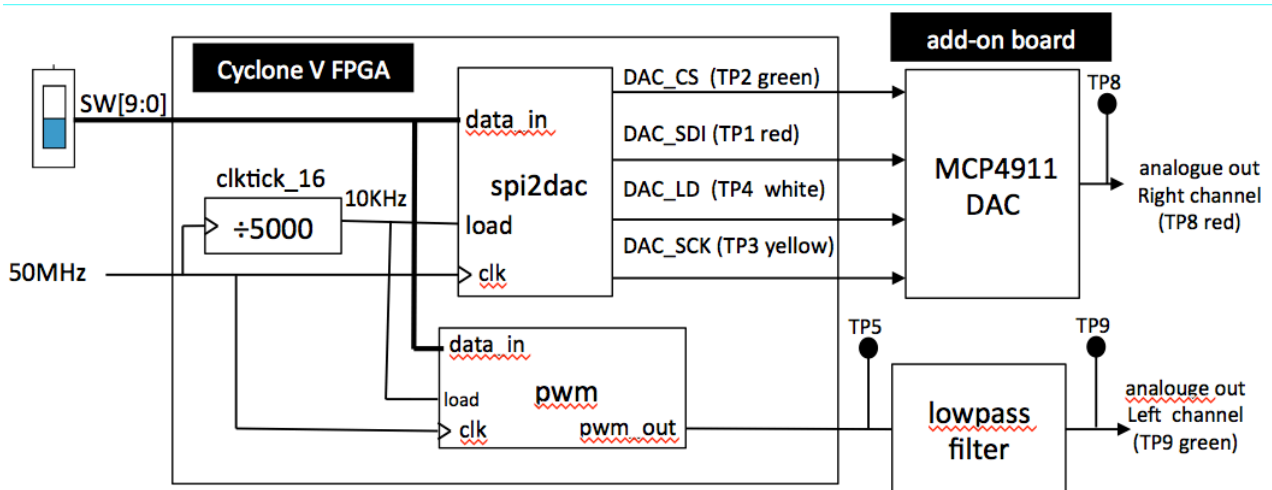 add-on board
Cyclone V FPGA
SW[9:0]
data_in
spi2dac
load
clk
clktick_16
÷5000
10KHz
50MHz
DAC_CS (TP2 green)
DAC_SDI (TP1 red)
DAC_LD (TP4 white)
DAC_SCK (TP3 yellow)
MCP4911
DAC
TP8
analogue out
Right channel
(TP8 red)
data_in
pwm
load
clk
pwm_out
TP5
lowpass
filter
TP9
analouge out
Left channel
(TP9 green)